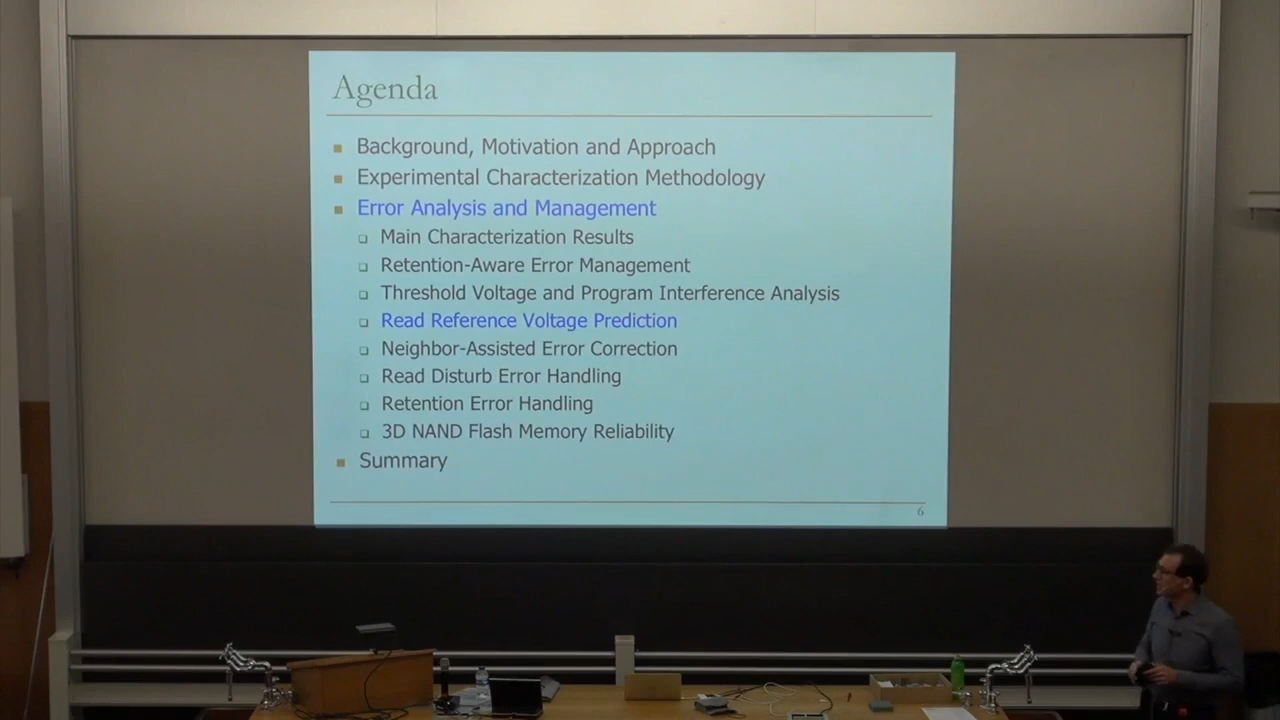 Agenda
Background, Motivation and Approach
Experimental Characterization Methodology
Error Analysis and Management
Main Characterization Results
Retention-Aware Error Management
Threshold Voltage and Program Interference Analysis
Read Reference Voltage Prediction
Neighbor-Assisted Error Correction
Read Disturb Error Handling
Retention Error Handling
3D NAND Flash Memory Reliability
Summary
6